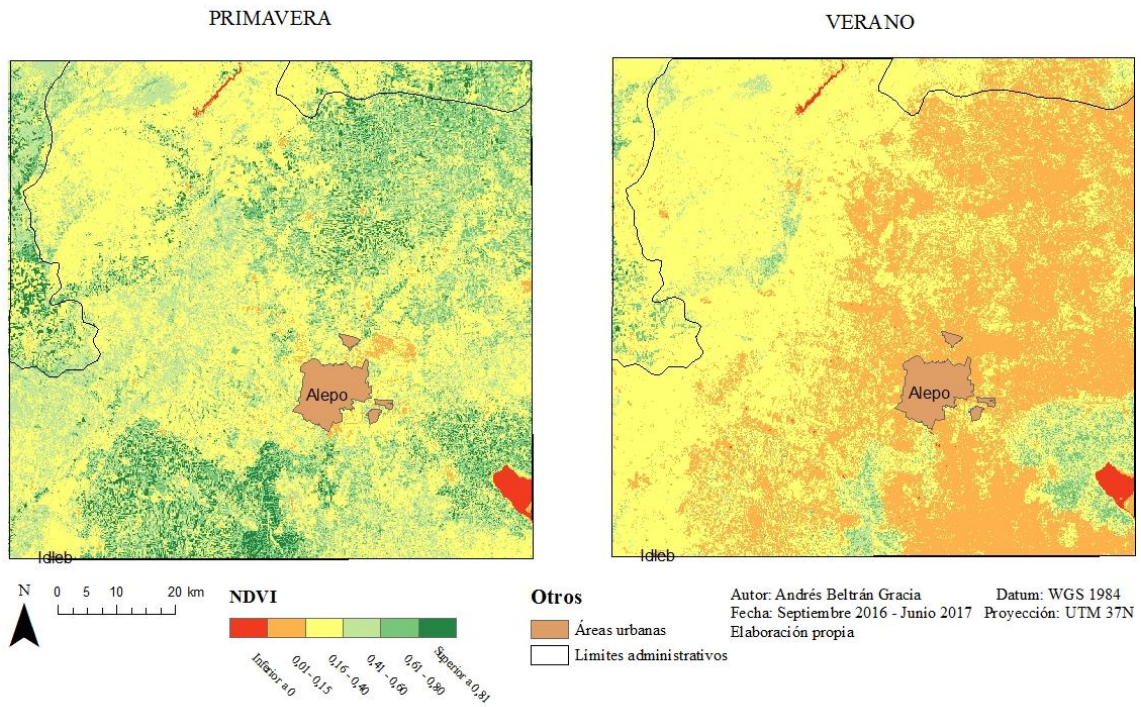 PRIMAVERA
VERANO
Alepo
Alepo
Idleb
Idleb
N
0 5 10 20 km
NDVI
Inferior a 0
0,01 - 0,15
0,16 - 0,40
0,41 - 0,60
0,61 - 0,80
Superior a 0,81
Otros
Áreas urbanas
Límites administrativos
Autor: Andrés Beltrán Gracia
Datum: WGS 1984
Fecha: Septiembre 2016 - Junio 2017
Proyección: UTM 37N
Elaboración propia